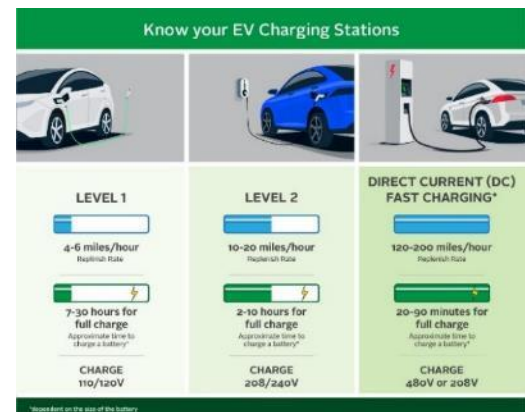 Know your EV Charging Stations
LEVEL 1
4-6 miles/hour
Replenish Rate
7-30 hours for
full charge
Approximate time to
charge a battery*
CHARGE
110/120V
LEVEL 2
10-20 miles/hour
Replenish Rate
2-10 hours for
full charge
Approximate time to
charge a battery*
CHARGE
208/240V
DIRECT CURRENT (DC)
FAST CHARGING*
120-200 miles/hour
Replenish Rate
20-90 minutes for
full charge
Approximate time to
charge a battery*
CHARGE
480V or 208V
*dependent on the size of the battery